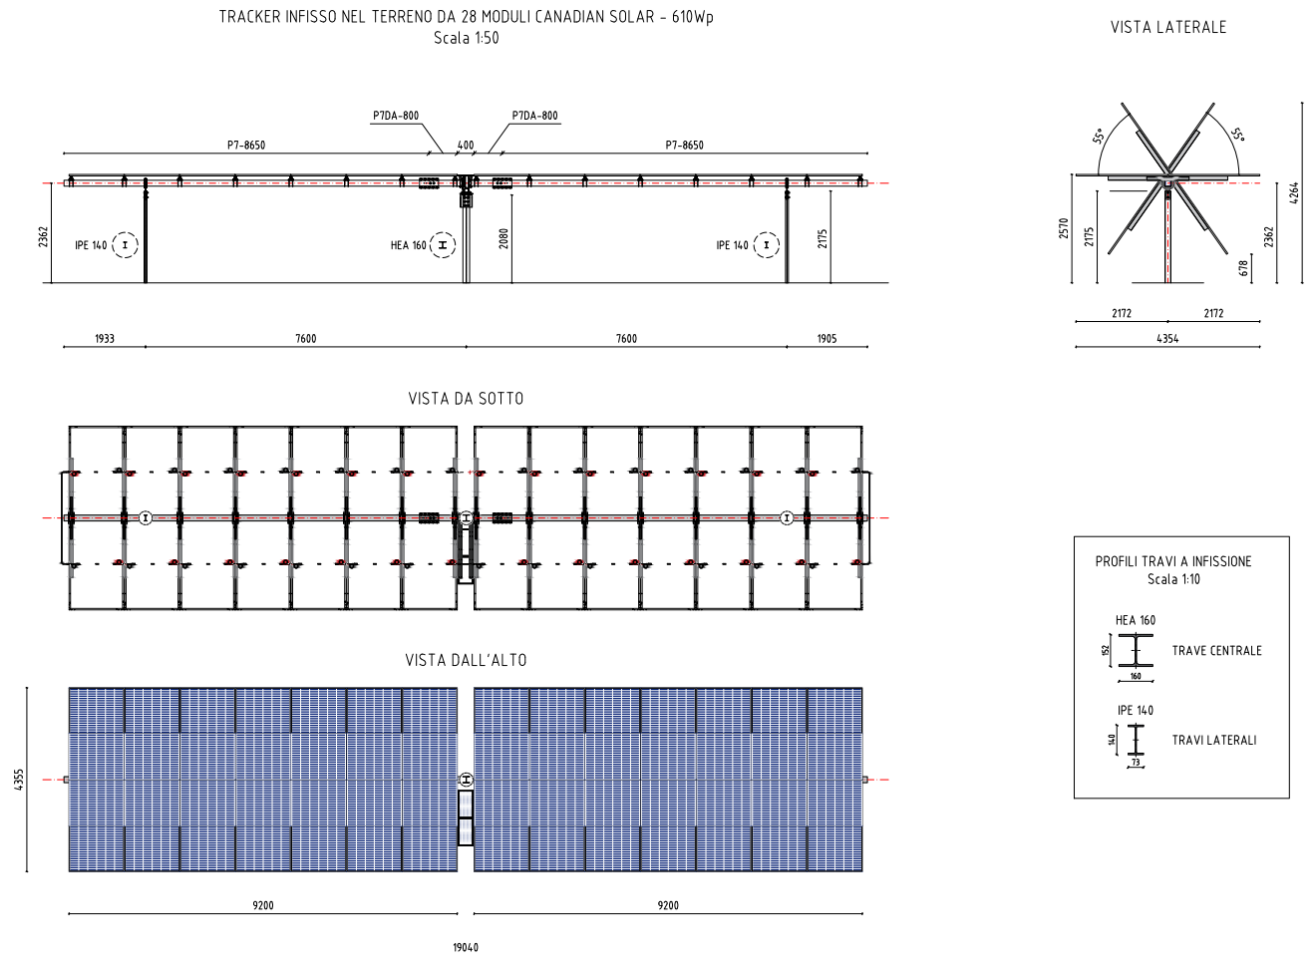 TRACKER INFISSO NEL TERRENO DA 28 MODULI CANADIAN SOLAR - 610Wp
Scala 1:50
VISTA LATERALE
P7DA-800
P7DA-800
P7-8650
400
P7-8650
2362
IPE 140
I
HEA 160
2080
IPE 140
I
2175
55°
55°
4264
2570
2175
2362
678
2172
2172
4354
1933
7600
7600
1905
VISTA DA SOTTO
VISTA DALL'ALTO
4355
9200
9200
19040
PROFILI TRAVI A INFISSIONE
Scala 1:10
HEA 160
152
160
TRAVE CENTRALE
IPE 140
140
73
TRAVI LATERALI